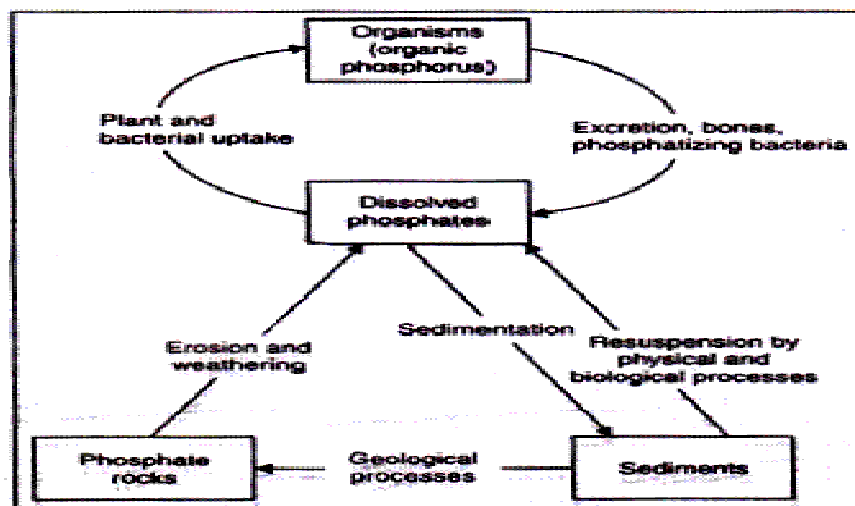 Organisms
(organic
phosphorus)
Plant and
bacterial uptake
Excretion, bones,
phosphatizing bacteria
Dissolved
phosphates
Sedimentation
Erosion and
weathering
Resuspension by
physical and
biological processes
Phosphate
rocks
Geological
processes
Sediments